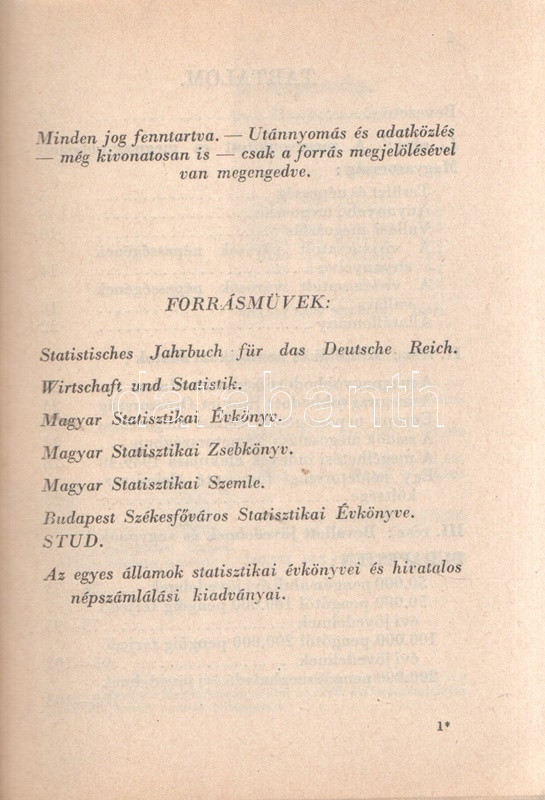 Minden jog fenntartva. — Utánnyomás és adatközlés
— még kivonatosan is — csak a forrás megjelölésével
van megengedve.
FORRÁSMÜVEK:
Statistisches Jahrbuch für das Deutsche Reich.
Wirtschaft und Statistik.
Magyar Statisztikai Évkönyv.
Magyar Statisztikai Zsebkönyv.
Magyar Statisztikai Szemle.
Budapest Székesfőváros Statisztikai Évkönyve.
STUD.
Az egyes államok statisztikai évkönyvei és hivatalos
népszámlálási kiadványai.
1*
darabanth